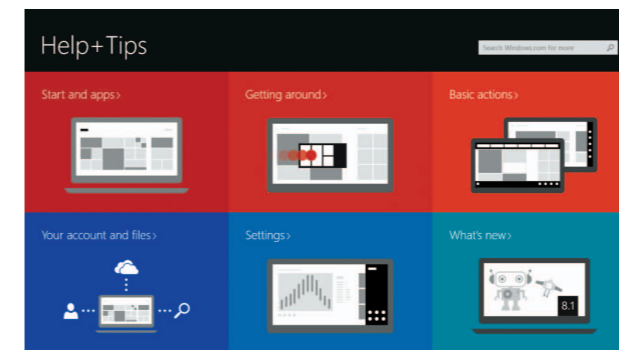 Help+Tips
Search Windows.com for more
Start and apps>
Getting around>
Basic actions>
Your account and files>
Settings>
What's new>
8.1